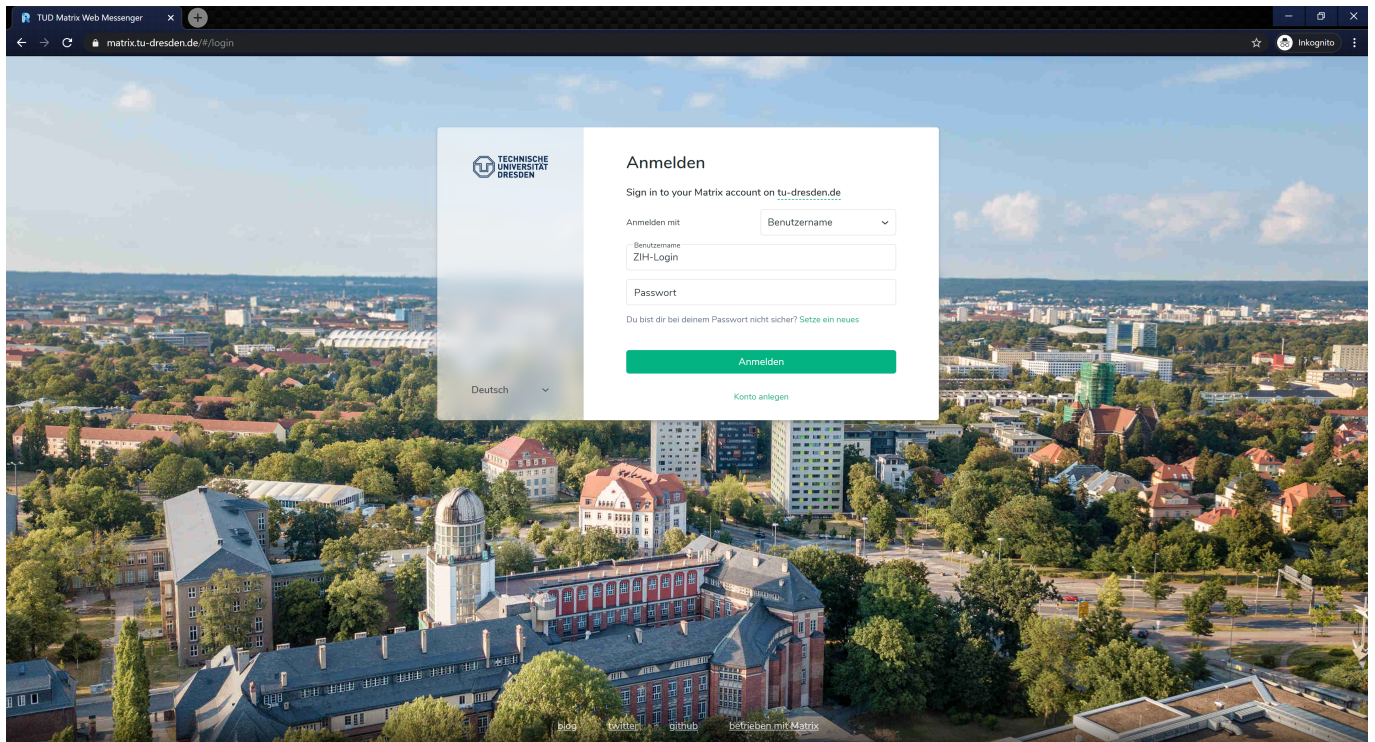 TUD Matrix Web Messenger
matrix.tu-dresden.de/#/login
Inkognito
TECHNISCHE
UNIVERSITÄT
DRESDEN
Deutsch
Anmelden
Sign in to your Matrix account on tu-dresden.de
Anmelden mit
Benutzername
Benutzername
ZIH-Login
Passwort
Du bist dir bei deinem Passwort nicht sicher? Setze ein neues
Anmelden
Konto anlegen
blog twitter github betrieben mit Matrix